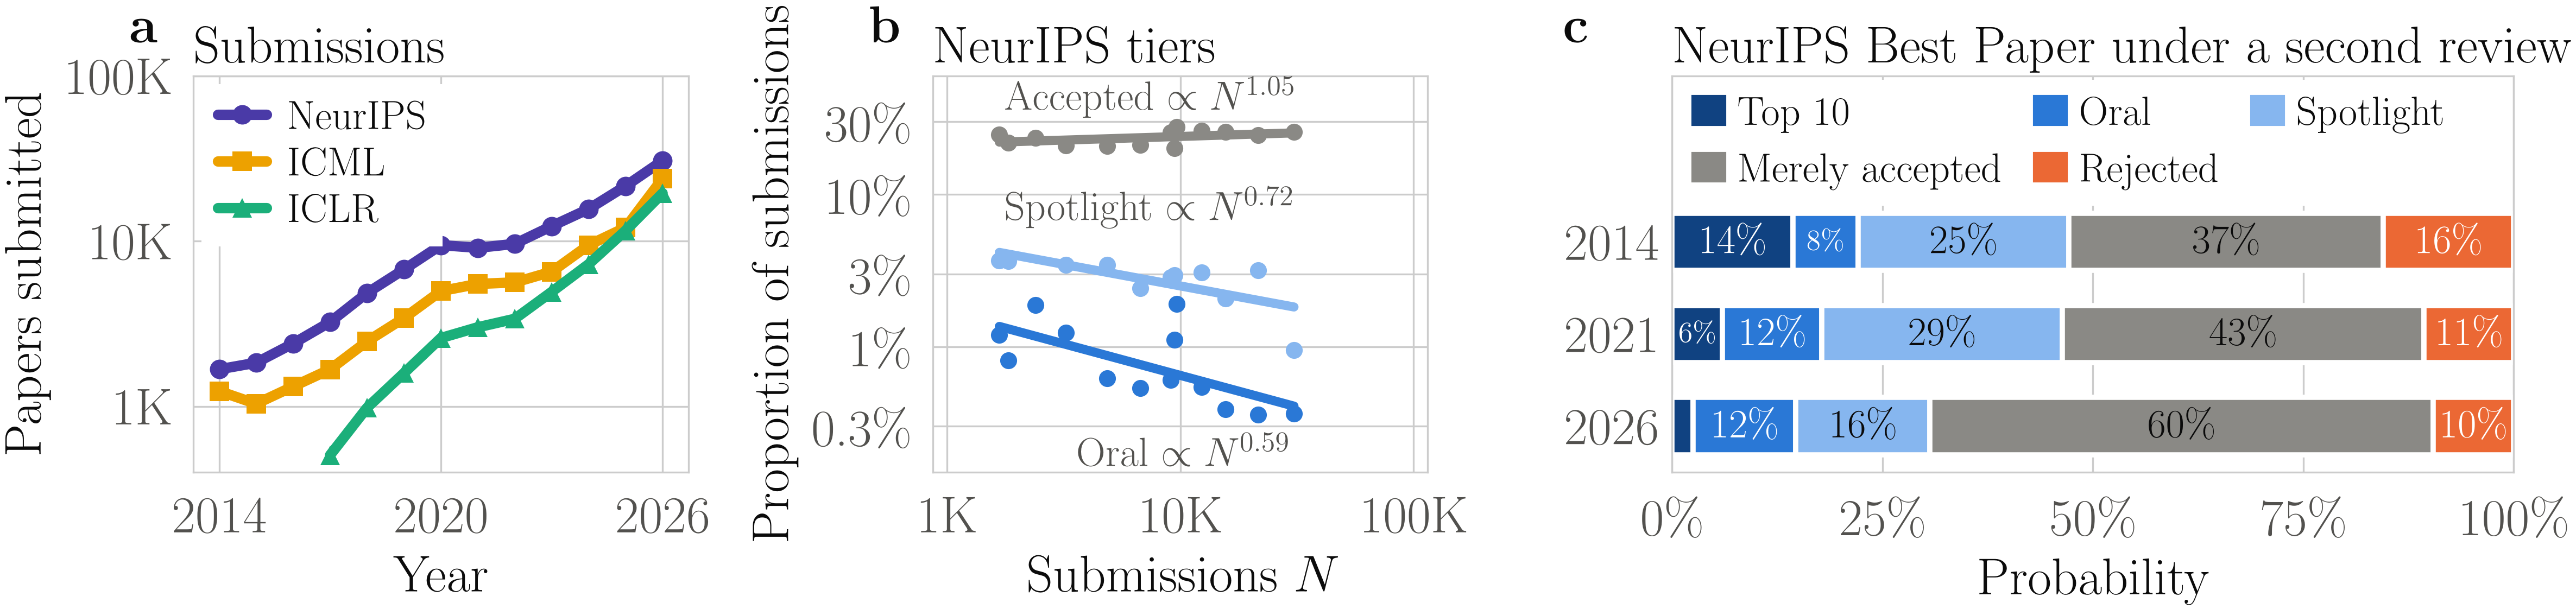 a
Submissions
Papers submitted
100K
10K
1K
NeurIPS
ICML
ICLR
2014 2020 2026
Year
b
NeurIPS tiers
Proportion of submissions
30%
10%
3%
1%
0.3%
Accepted ∝ N^1.05
Spotlight ∝ N^0.72
Oral ∝ N^0.59
1K 10K 100K
Submissions N
c
NeurIPS Best Paper under a second review
Top 10 Oral Spotlight
Merely accepted Rejected
2014 14% 8% 25% 37% 16%
2021 6% 12% 29% 43% 11%
2026 12% 16% 60% 10%
0% 25% 50% 75% 100%
Probability